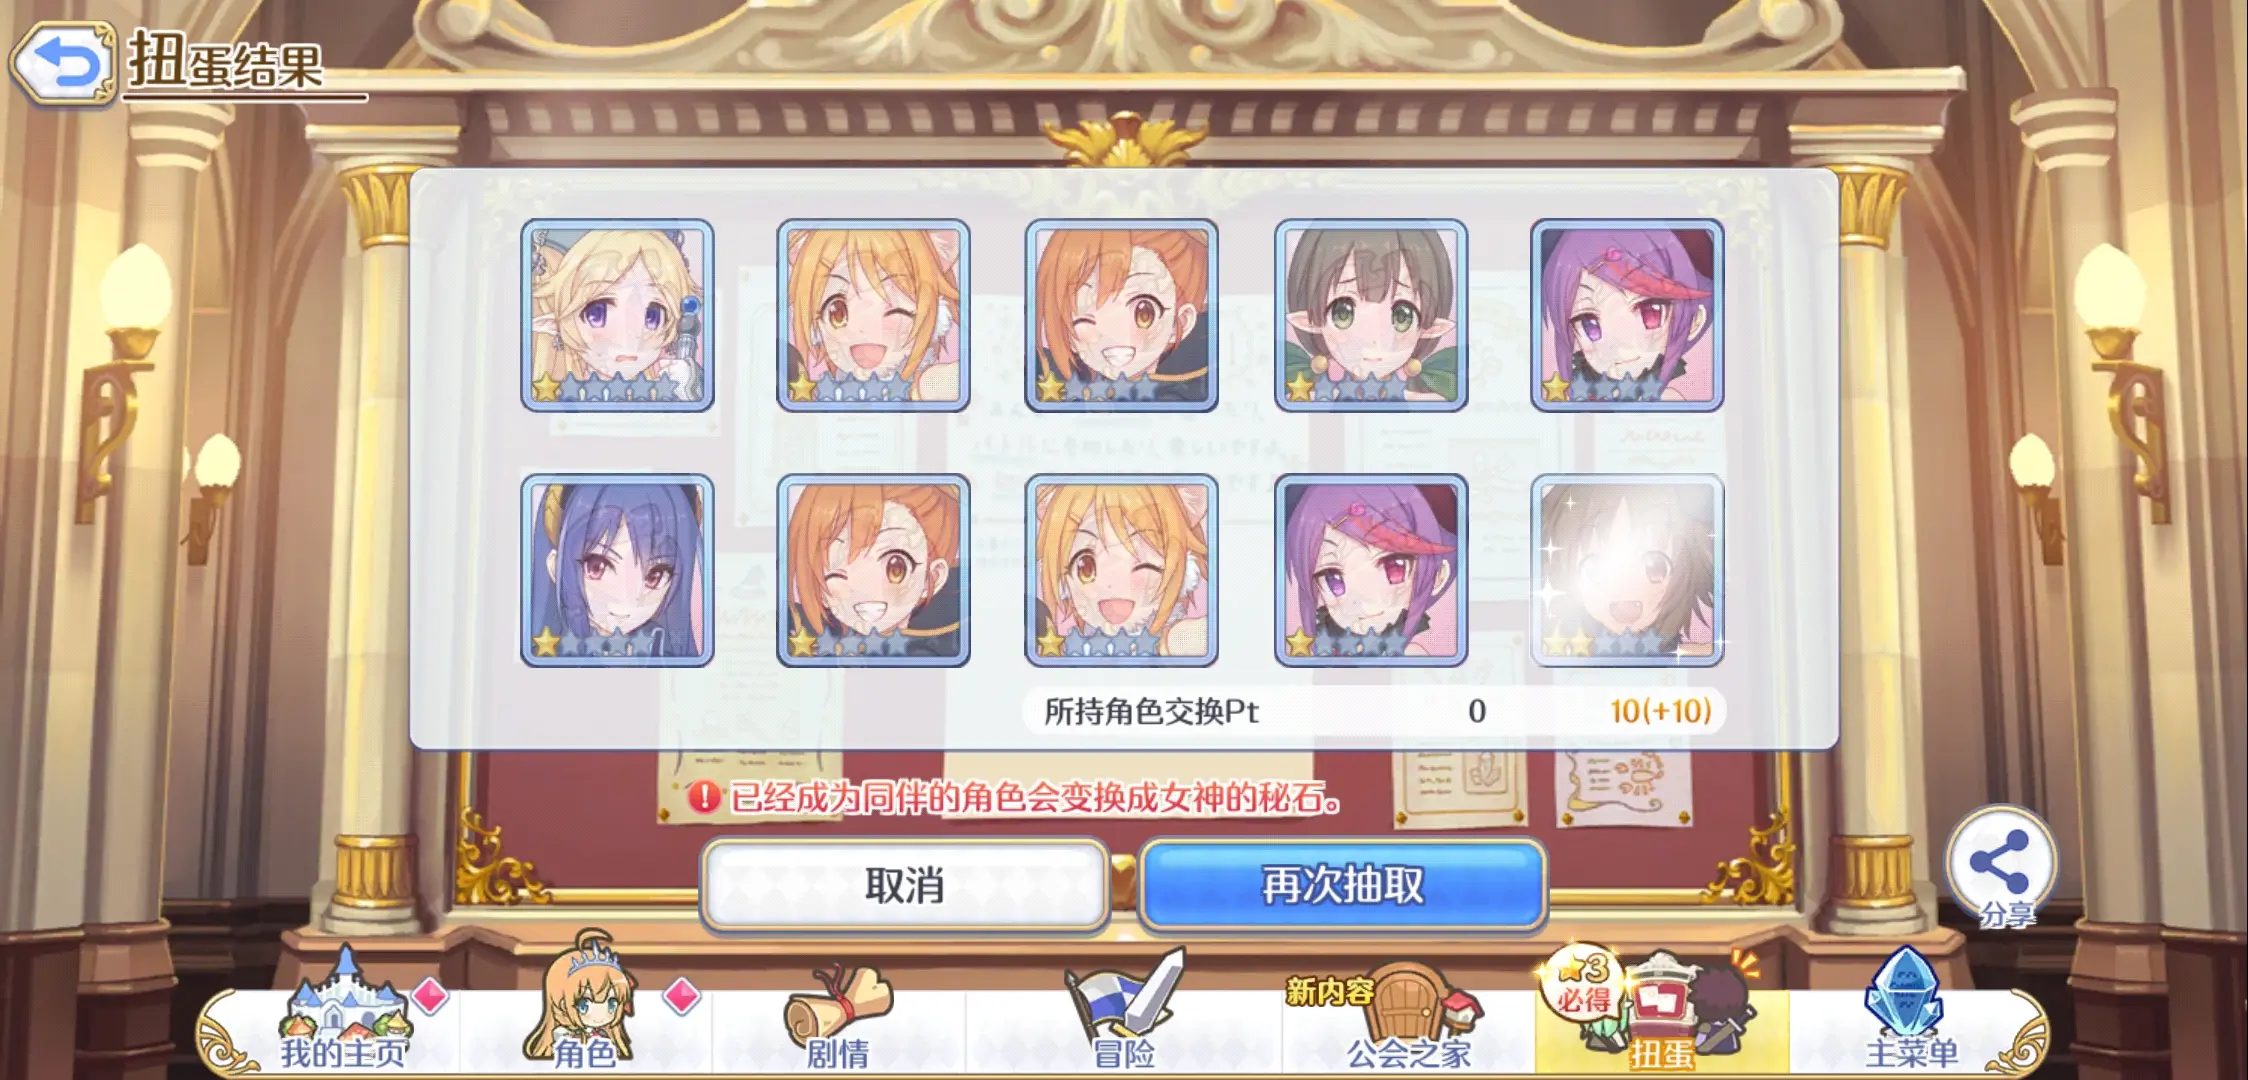 扭蛋结果
所持角色交换Pt 0 10(+10)
已经成为同伴的角色会变换成女神的秘石。
取消
再次抽取
分享
新内容
3
必得
我的主页
角色
剧情
冒险
公会之家
扭蛋
主菜单